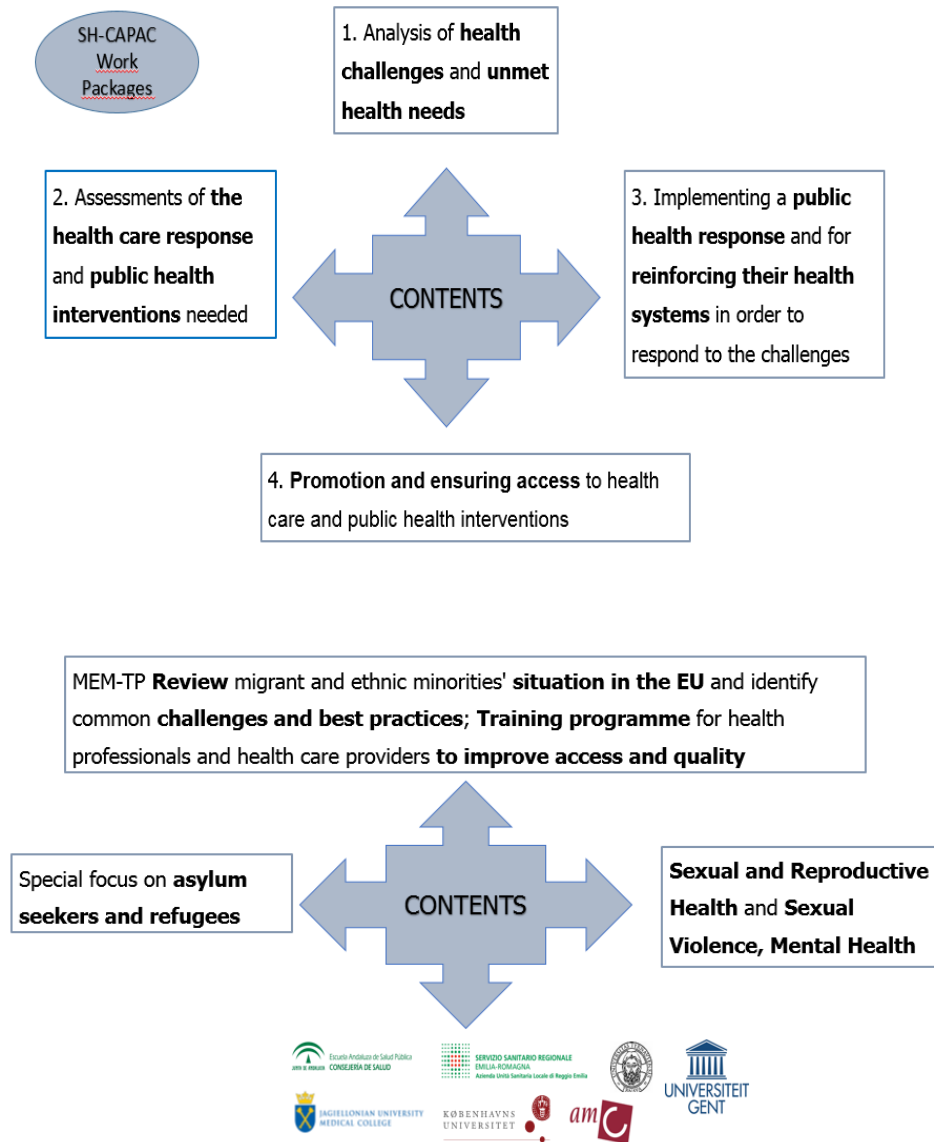 SH-CAPAC
Work
Packages
1. Analysis of health
challenges and unmet
health needs
2. Assessments of the
health care response
and public health
interventions needed
CONTENTS
3. Implementing a public
health response and for
reinforcing their health
systems in order to
respond to the challenges
4. Promotion and ensuring access to health
care and public health interventions
MEM-TP Review migrant and ethnic minorities' situation in the EU and identify
common challenges and best practices; Training programme for health
professionals and health care providers to improve access and quality
Special focus on asylum
seekers and refugees
CONTENTS
Sexual and Reproductive
Health and Sexual
Violence, Mental Health
Escuela Andaluza de Salud Pública
JUNTA DE ANDALUCIA CONSEJERÍA DE SALUD
SERVIZIO SANITARIO REGIONALE
EMILIA-ROMAGNA
Azienda Unità Sanitaria Locale di Reggio Emilia
UNIVERSITEIT
GENT
JAGIELLONIAN UNIVERSITY
MEDICAL COLLEGE
KØBENHAVNS
UNIVERSITET
amC